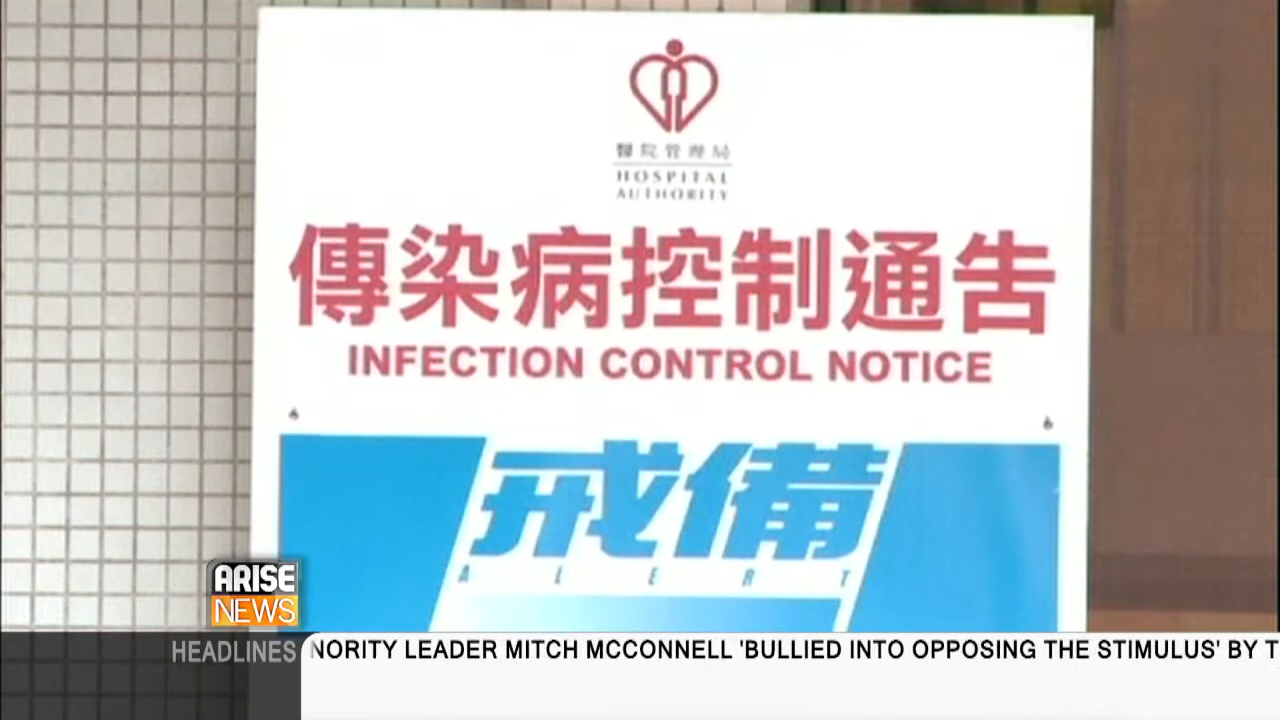 醫院管理局
HOSPITAL
AUTHORITY
傳染病控制通告
INFECTION CONTROL NOTICE
戒備
ALERT
ARISE
NEWS
HEADLINES
NORITY LEADER MITCH MCCONNELL 'BULLIED INTO OPPOSING THE STIMULUS' BY T